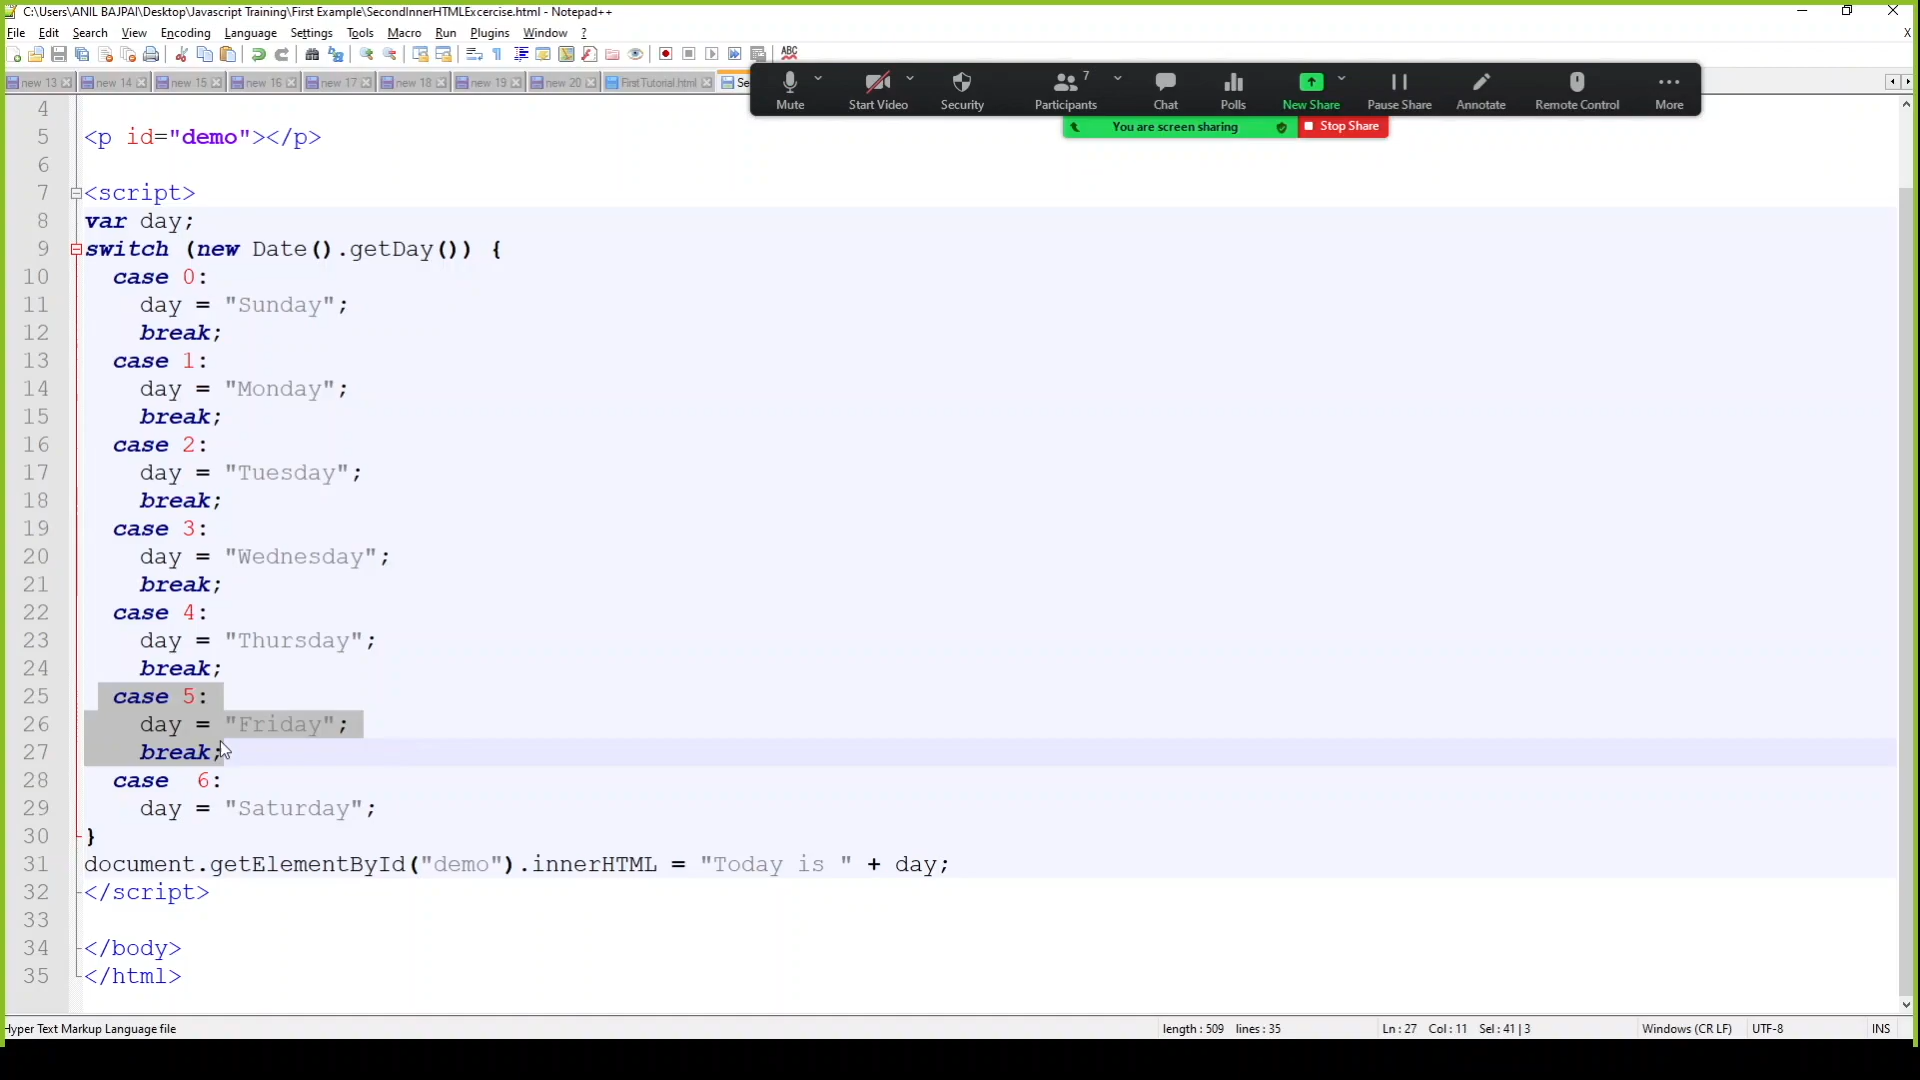 C:\Users\ANIL BAJPAI\Desktop\Javascript Training\First Example\SecondInnerHTMLExcercise.html - Notepad++
File Edit Search View Encoding Language Settings Tools Macro Run Plugins Window ? X
ABC
new 13 new 14 new 15 new 16 new 17 new 18 new 19 new 20 FirstTutorial.html Se
7
Mute Start Video Security Participants Chat Polls New Share Pause Share Annotate Remote Control More
You are screen sharing Stop Share
4
5 <p id="demo"></p>
6
7 <script>
8 var day;
9 switch (new Date().getDay()) {
10 case 0:
11 day = "Sunday";
12 break;
13 case 1:
14 day = "Monday";
15 break;
16 case 2:
17 day = "Tuesday";
18 break;
19 case 3:
20 day = "Wednesday";
21 break;
22 case 4:
23 day = "Thursday";
24 break;
25 case 5:
26 day = "Friday";
27 break;
28 case  6:
29 day = "Saturday";
30 }
31 document.getElementById("demo").innerHTML = "Today is " + day;
32 </script>
33
34 </body>
35 </html>
Hyper Text Markup Language file length : 509 lines : 35 Ln : 27 Col : 11 Sel : 41 | 3 Windows (CR LF) UTF-8 INS